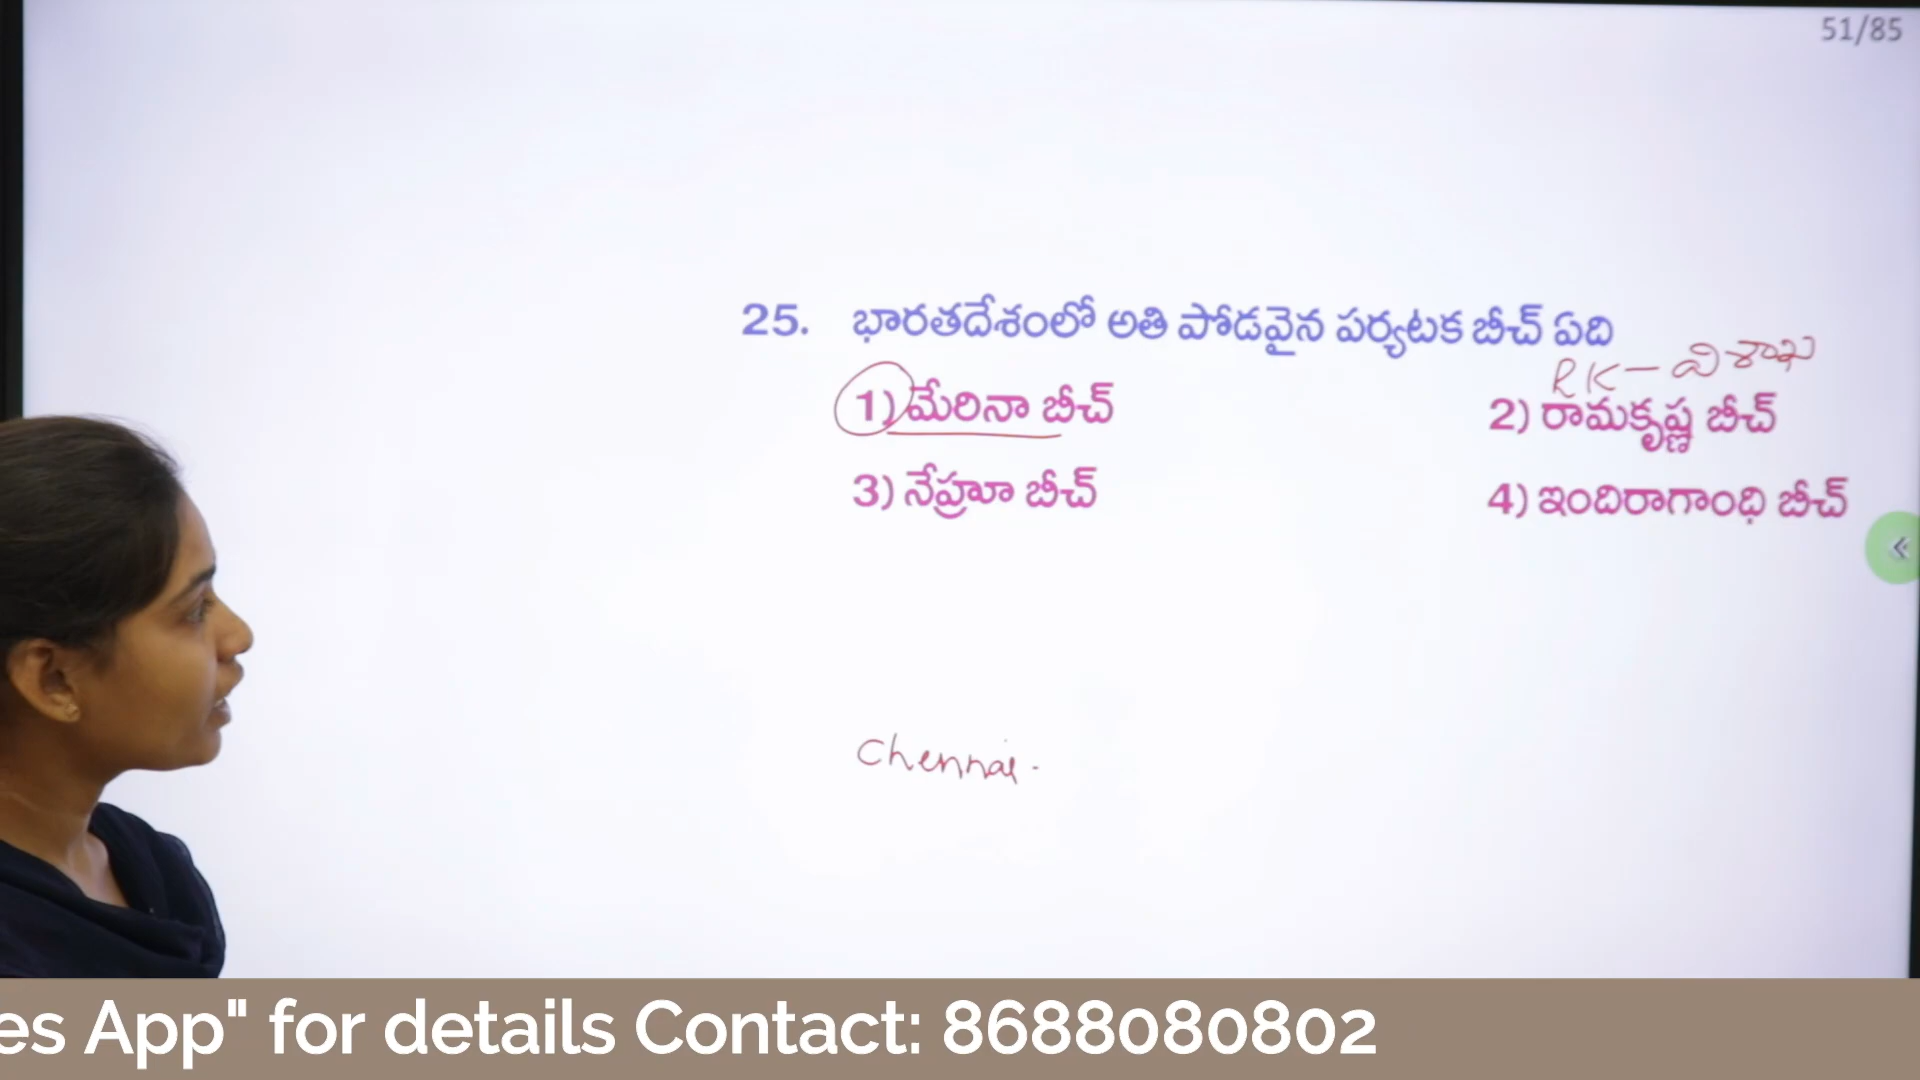 51/85
25. భారతదేశంలో అతి పోడవైన పర్యటక బీచ్ ఏది
RK - విశాఖ
1) మేరినా బీచ్ 2) రామకృష్ణ బీచ్
3) నేహ్రూ బీచ్ 4) ఇందిరాగాంధి బీచ్
«
Chennai.
es App" for details Contact: 8688080802